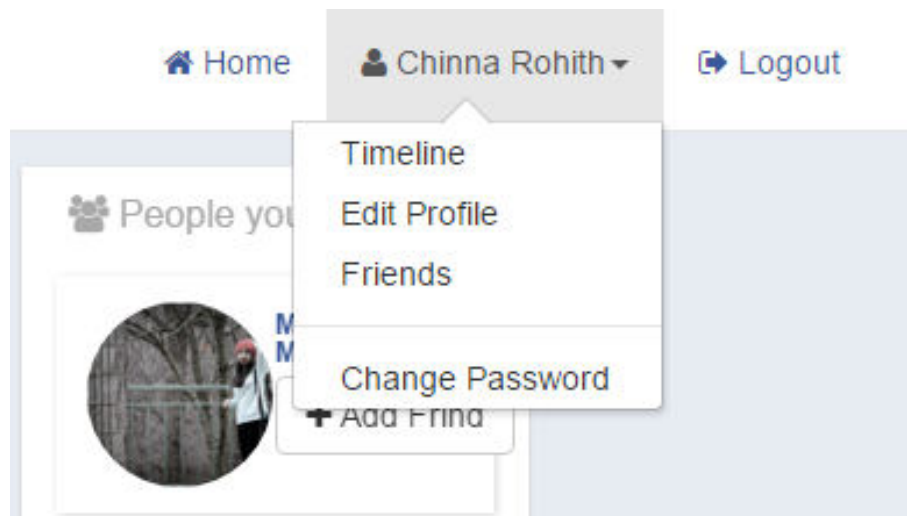 Home Chinna Rohith Logout
Timeline
People you
Edit Profile
Friends
M
M
Change Password
+ Add Frind